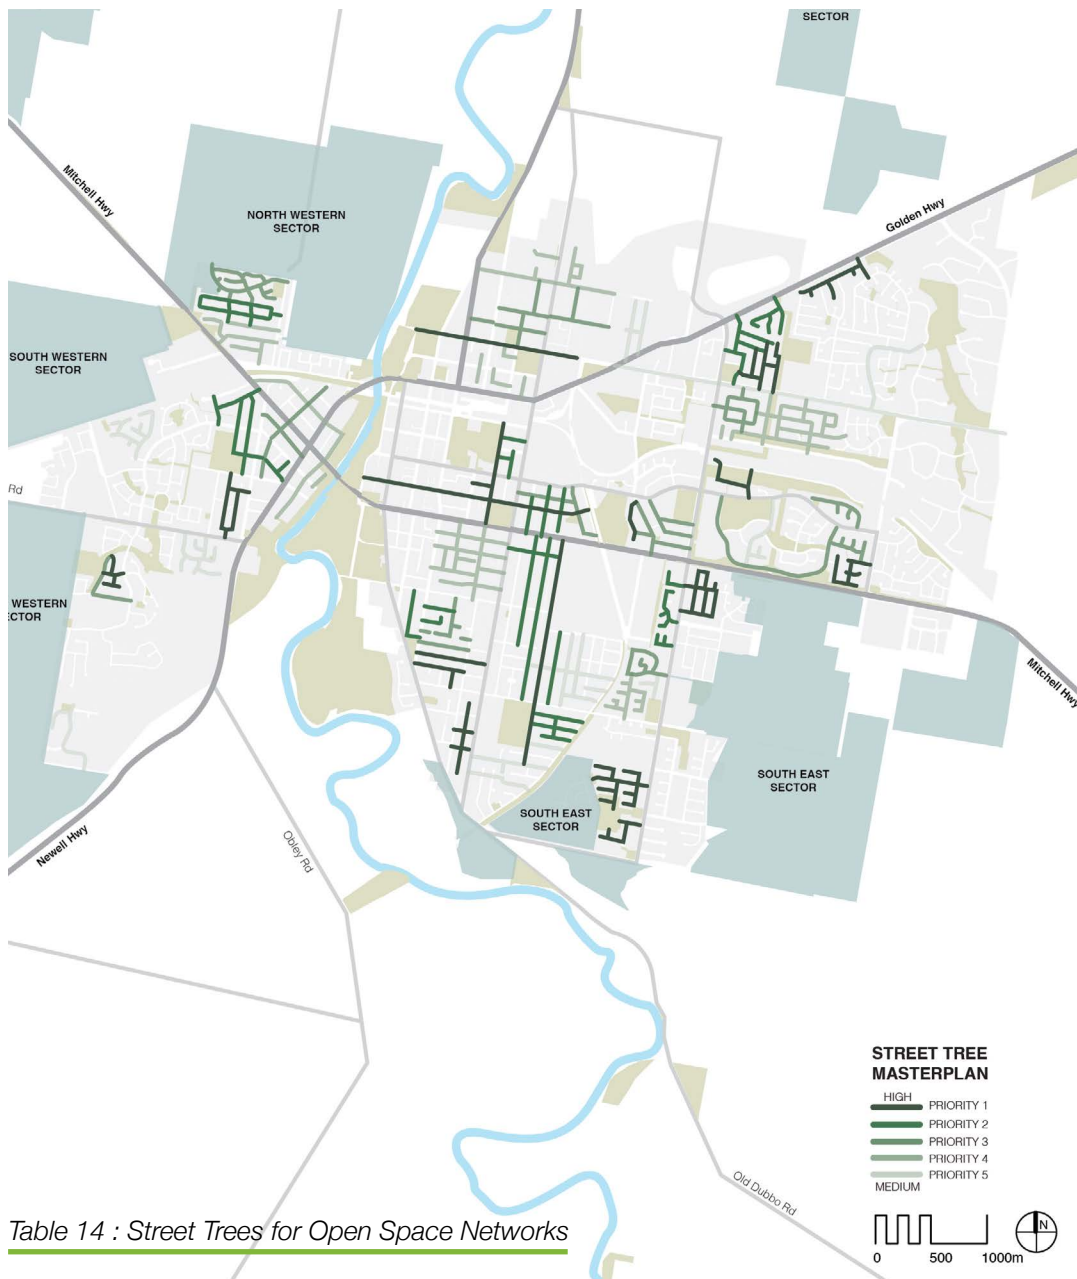 SECTOR
Mitchell Hwy
NORTH WESTERN
SECTOR
Golden Hwy
SOUTH WESTERN
SECTOR
Rd
WESTERN
ECTOR
Mitchell Hwy
SOUTH EAST
SECTOR
SOUTH EAST
SECTOR
Newell Hwy
Obley Rd
STREET TREE
MASTERPLAN
HIGH
PRIORITY 1
PRIORITY 2
PRIORITY 3
PRIORITY 4
PRIORITY 5
MEDIUM
Old Dubbo Rd
Table 14 : Street Trees for Open Space Networks
N
0 500 1000m